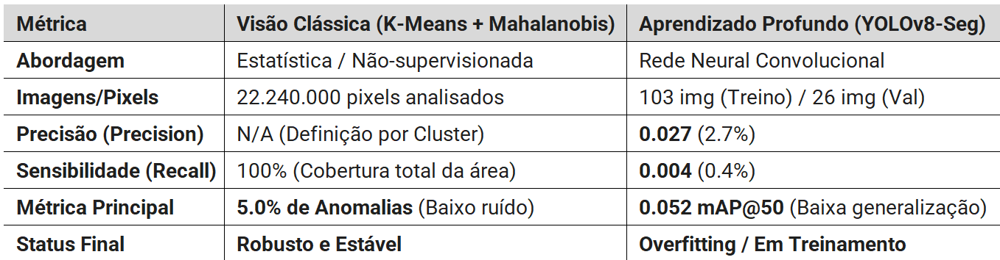 Métrica Visão Clássica (K-Means + Mahalanobis) Aprendizado Profundo (YOLOv8-Seg)
Abordagem Estatística / Não-supervisionada Rede Neural Convolucional
Imagens/Pixels 22.240.000 pixels analisados 103 img (Treino) / 26 img (Val)
Precisão (Precision) N/A (Definição por Cluster) 0.027 (2.7%)
Sensibilidade (Recall) 100% (Cobertura total da área) 0.004 (0.4%)
Métrica Principal 5.0% de Anomalias (Baixo ruído) 0.052 mAP@50 (Baixa generalização)
Status Final Robusto e Estável Overfitting / Em Treinamento